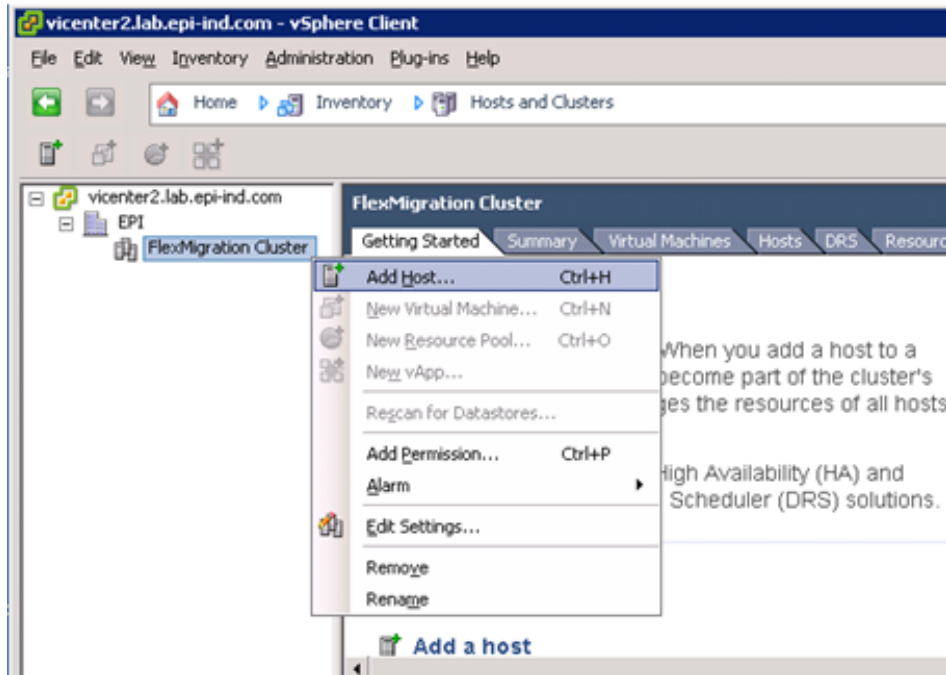 vicenter2.lab.epi-ind.com - vSphere Client
File Edit View Inventory Administration Plug-ins Help
Home Inventory Hosts and Clusters
vicenter2.lab.epi-ind.com
EPI
FlexMigration Cluster
FlexMigration Cluster
Getting Started Summary Virtual Machines Hosts DRS Resourc
Add Host... Ctrl+H
New Virtual Machine... Ctrl+N
New Resource Pool... Ctrl+O
New vApp...
Rescan for Datastores...
Add Permission... Ctrl+P
Alarm
Edit Settings...
Remove
Rename
When you add a host to a
become part of the cluster's
ges the resources of all hosts
High Availability (HA) and
Scheduler (DRS) solutions.
Add a host